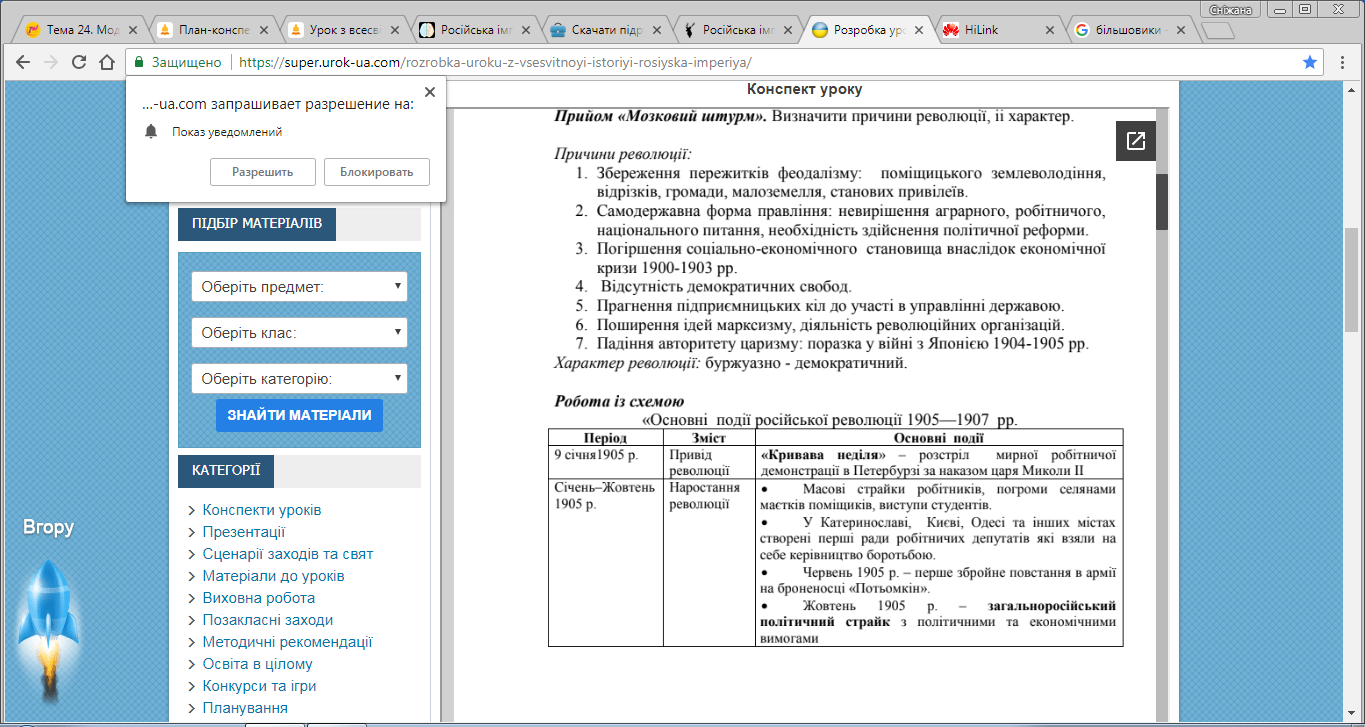 Сніжана
Тема 24. Мод
План-конспе
Урок з всесві
Російська імп
Скачати підр
Російська імп
Розробка уро
HiLink
більшовики -
Защищено
https://super.urok-ua.com/rozrobka-uroku-z-vsesvitnoyi-istoriyi-rosiyska-imperiya/
...-ua.com запрашивает разрешение на:
Показ уведомлений
Разрешить
Блокировать
ПІДБІР МАТЕРІАЛІВ
Оберіть предмет:
Оберіть клас:
Оберіть категорію:
ЗНАЙТИ МАТЕРІАЛИ
КАТЕГОРІЇ
Конспекти уроків
Презентації
Сценарії заходів та свят
Матеріали до уроків
Виховна робота
Позакласні заходи
Методичні рекомендації
Освіта в цілому
Конкурси та ігри
Планування
Вгору
Конспект уроку
Прийом «Мозковий штурм». Визначити причини революції, іі характер.
Причини революції:
1. Збереження пережитків феодалізму: поміщицького землеволодіння,
відрізків, громади, малоземелля, станових привілеїв.
2. Самодержавна форма правління: невирішення аграрного, робітничого,
національного питання, необхідність здійснення політичної реформи.
3. Погіршення соціально-економічного становища внаслідок економічної
кризи 1900-1903 рр.
4. Відсутність демократичних свобод.
5. Прагнення підприємницьких кіл до участі в управлінні державою.
6. Поширення ідей марксизму, діяльність революційних організацій.
7. Падіння авторитету царизму: поразка у війні з Японією 1904-1905 рр.
Характер революції: буржуазно - демократичний.
Робота із схемою
«Основні події російської революції 1905—1907 рр.
Період
Зміст
Основні події
9 січня1905 р.
Привід
революції
«Кривава неділя» – розстріл мирної робітничої
демонстрації в Петербурзі за наказом царя Миколи ІІ
Січень–Жовтень
1905 р.
Наростання
революції
• Масові страйки робітників, погроми селянами
маєтків поміщиків, виступи студентів.
• У Катеринославі, Києві, Одесі та інших містах
створені перші ради робітничих депутатів які взяли на
себе керівництво боротьбою.
• Червень 1905 р. – перше збройне повстання в армії
на броненосці «Потьомкін».
• Жовтень 1905 р. – загальноросійський
політичний страйк з політичними та економічними
вимогами